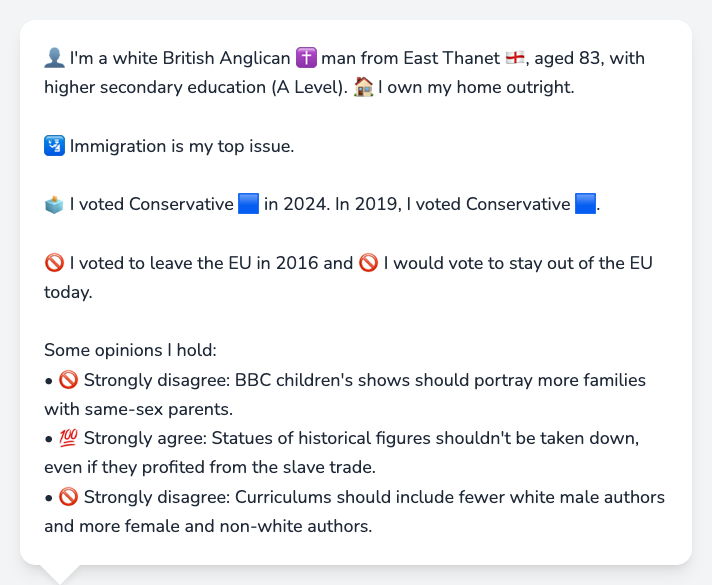 👤 I'm a white British Anglican ✝️ man from East Thanet 🏴󠁧󠁢󠁥󠁮󠁧󠁿, aged 83, with
higher secondary education (A Level). 🏠 I own my home outright.
🛂 Immigration is my top issue.
🗳️ I voted Conservative 🟦 in 2024. In 2019, I voted Conservative 🟦.
🚫 I voted to leave the EU in 2016 and 🚫 I would vote to stay out of the EU
today.
Some opinions I hold:
• 🚫 Strongly disagree: BBC children's shows should portray more families
with same-sex parents.
• 💯 Strongly agree: Statues of historical figures shouldn't be taken down,
even if they profited from the slave trade.
• 🚫 Strongly disagree: Curriculums should include fewer white male authors
and more female and non-white authors.